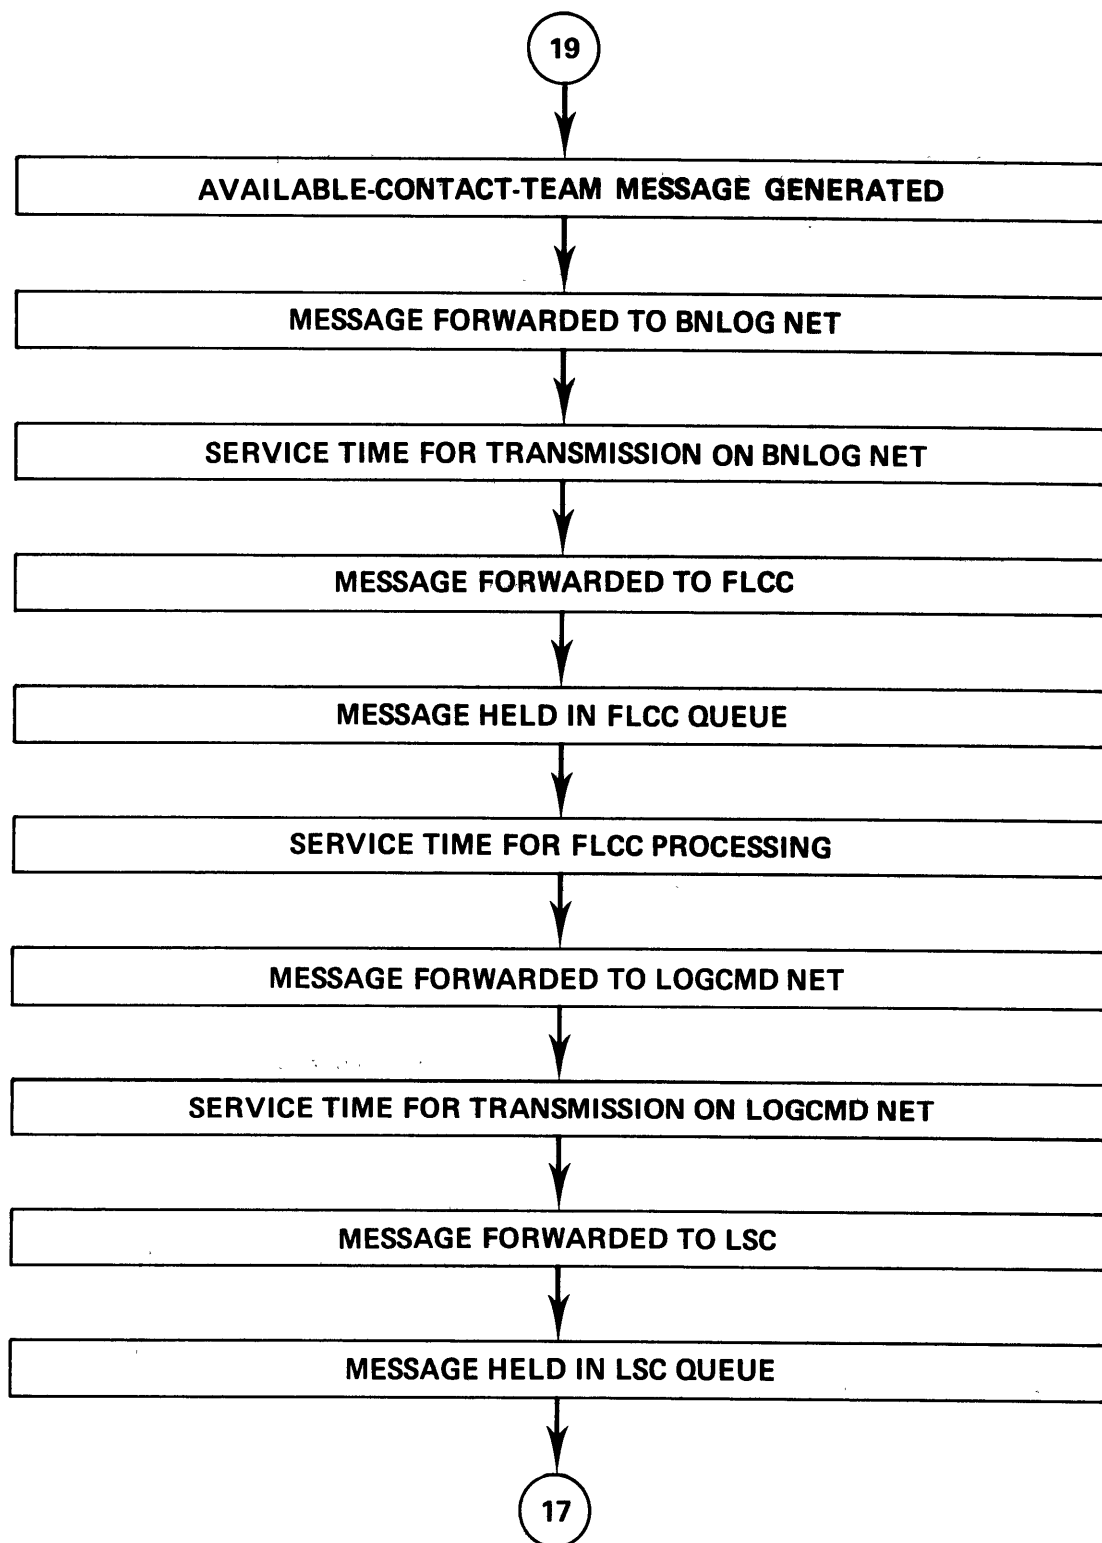 19
AVAILABLE-CONTACT-TEAM MESSAGE GENERATED
MESSAGE FORWARDED TO BNLOG NET
SERVICE TIME FOR TRANSMISSION ON BNLOG NET
MESSAGE FORWARDED TO FLCC
MESSAGE HELD IN FLCC QUEUE
SERVICE TIME FOR FLCC PROCESSING
MESSAGE FORWARDED TO LOGCMD NET
SERVICE TIME FOR TRANSMISSION ON LOGCMD NET
MESSAGE FORWARDED TO LSC
MESSAGE HELD IN LSC QUEUE
17